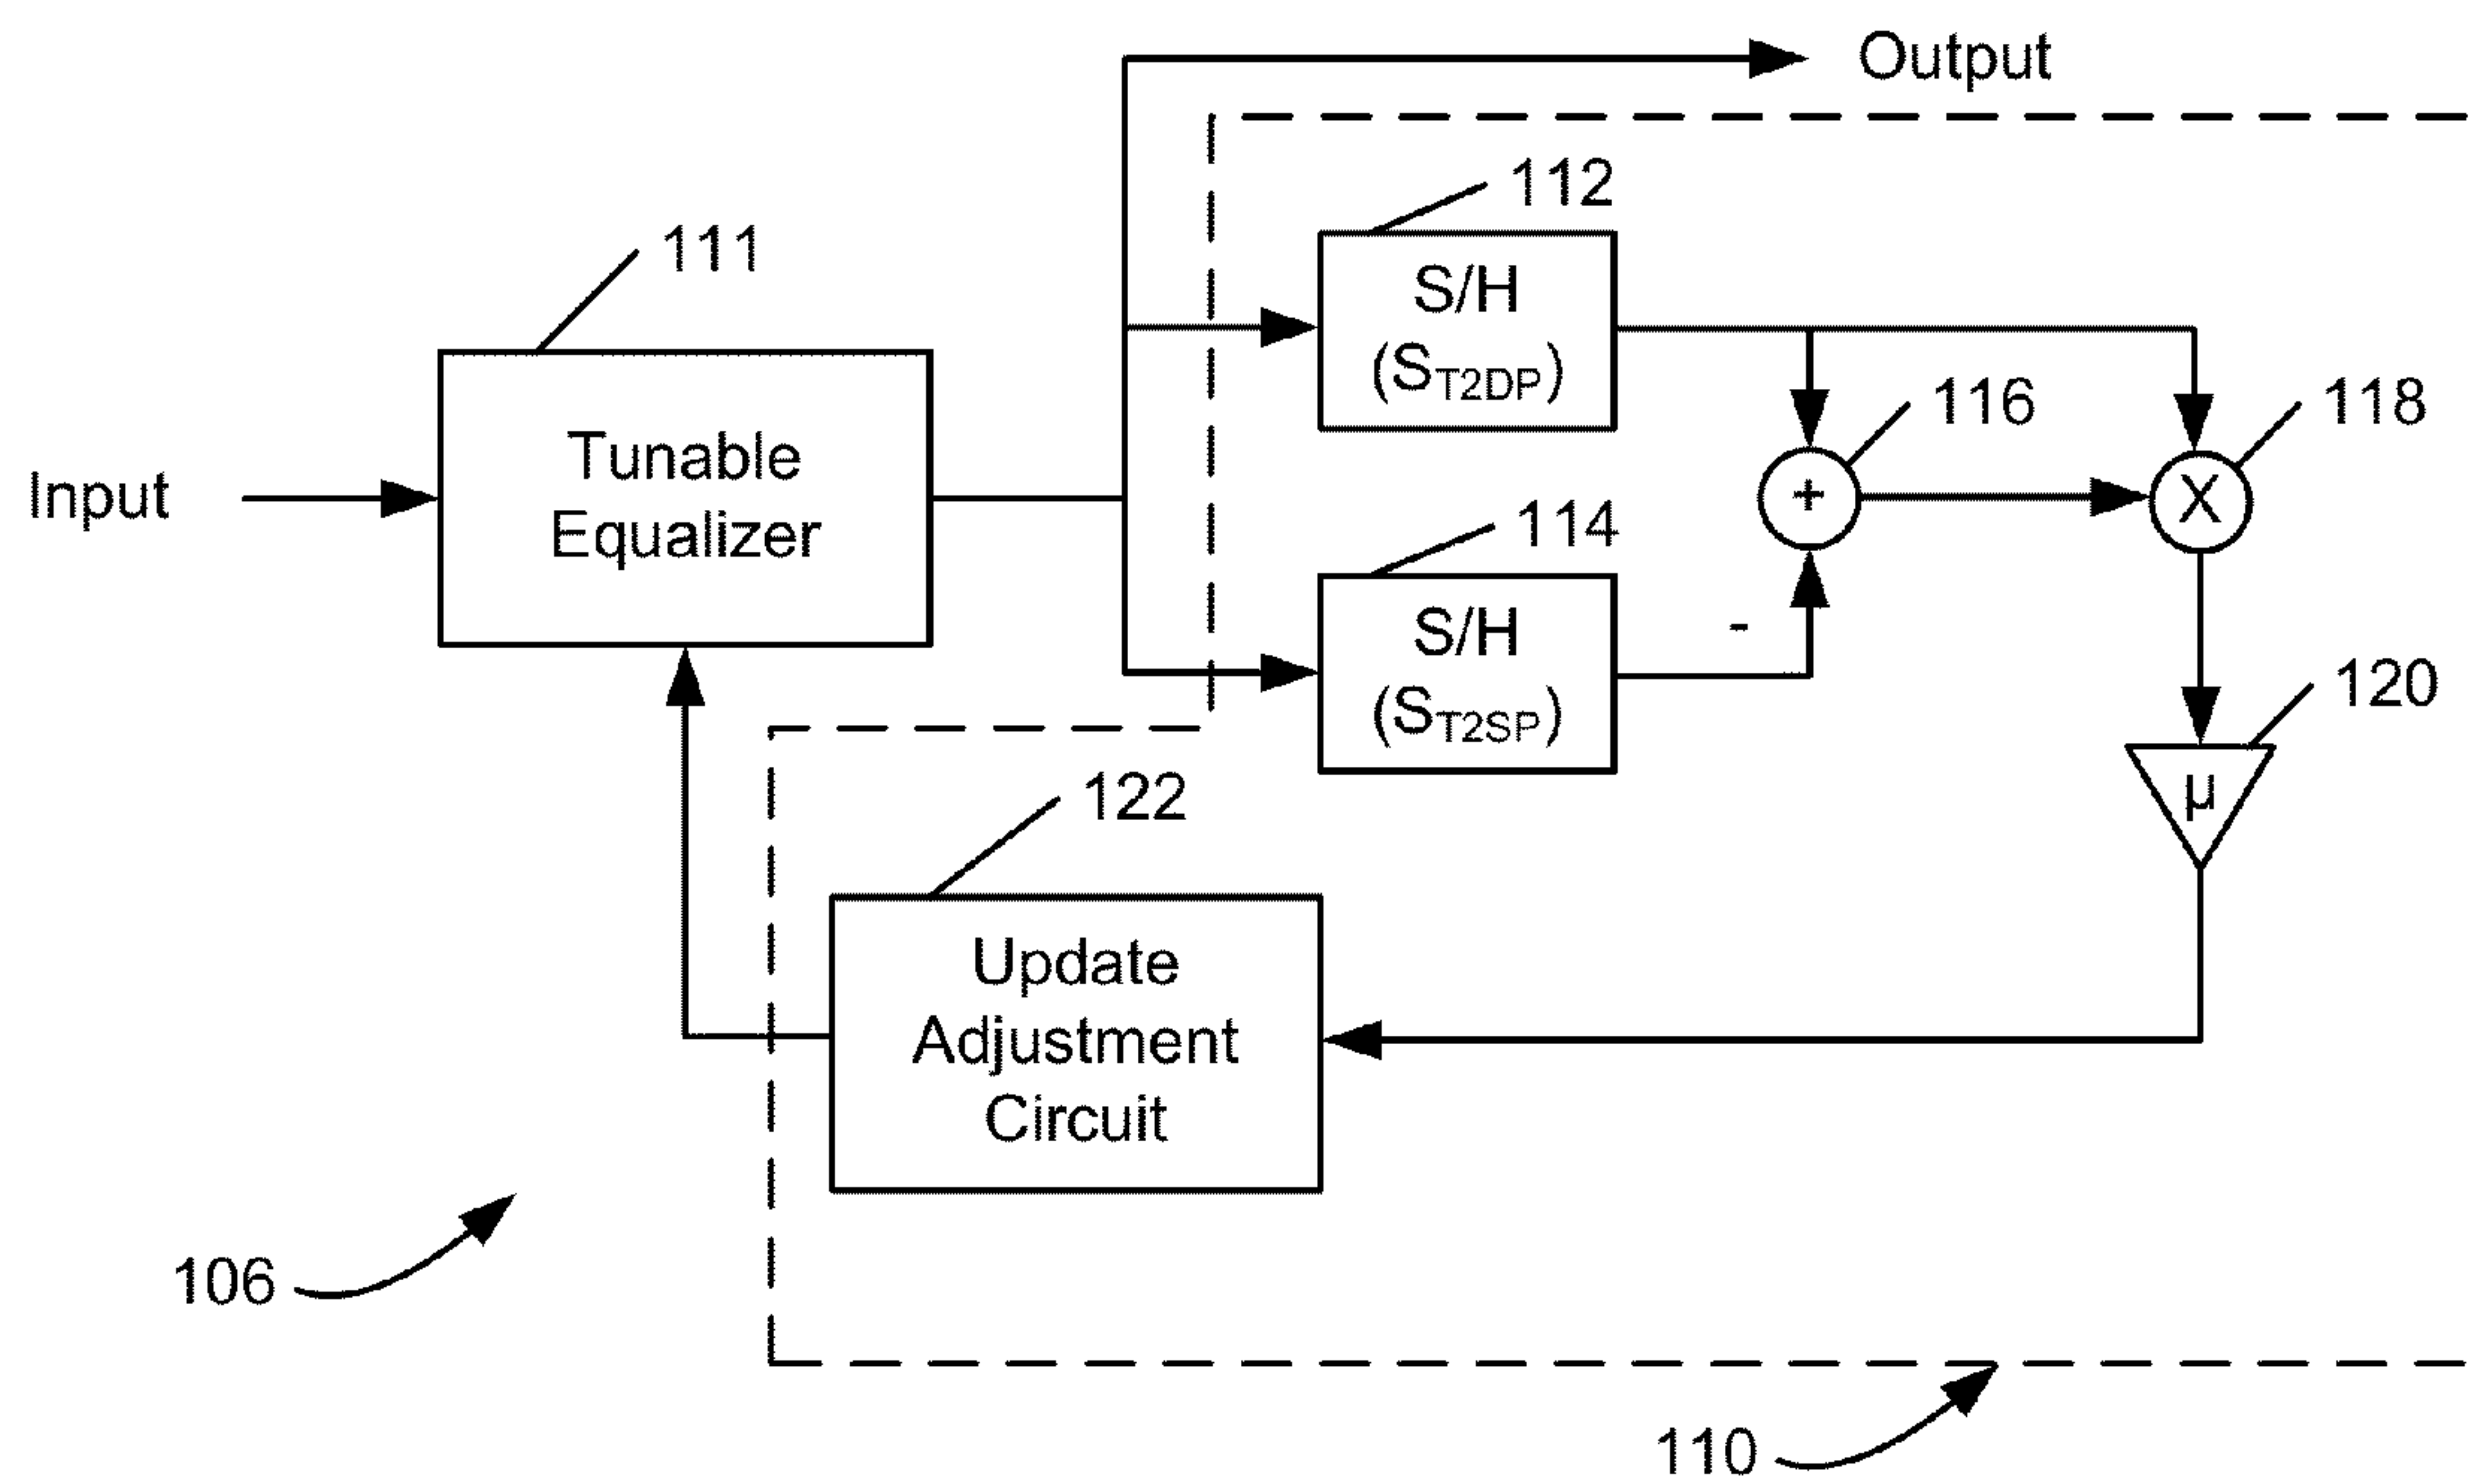 Output
112
111
S/H
(ST2DP)
116
118
Input
Tunable
Equalizer
+
X
114
S/H
(ST2SP)
-
120
μ
122
Update
Adjustment
Circuit
106
110